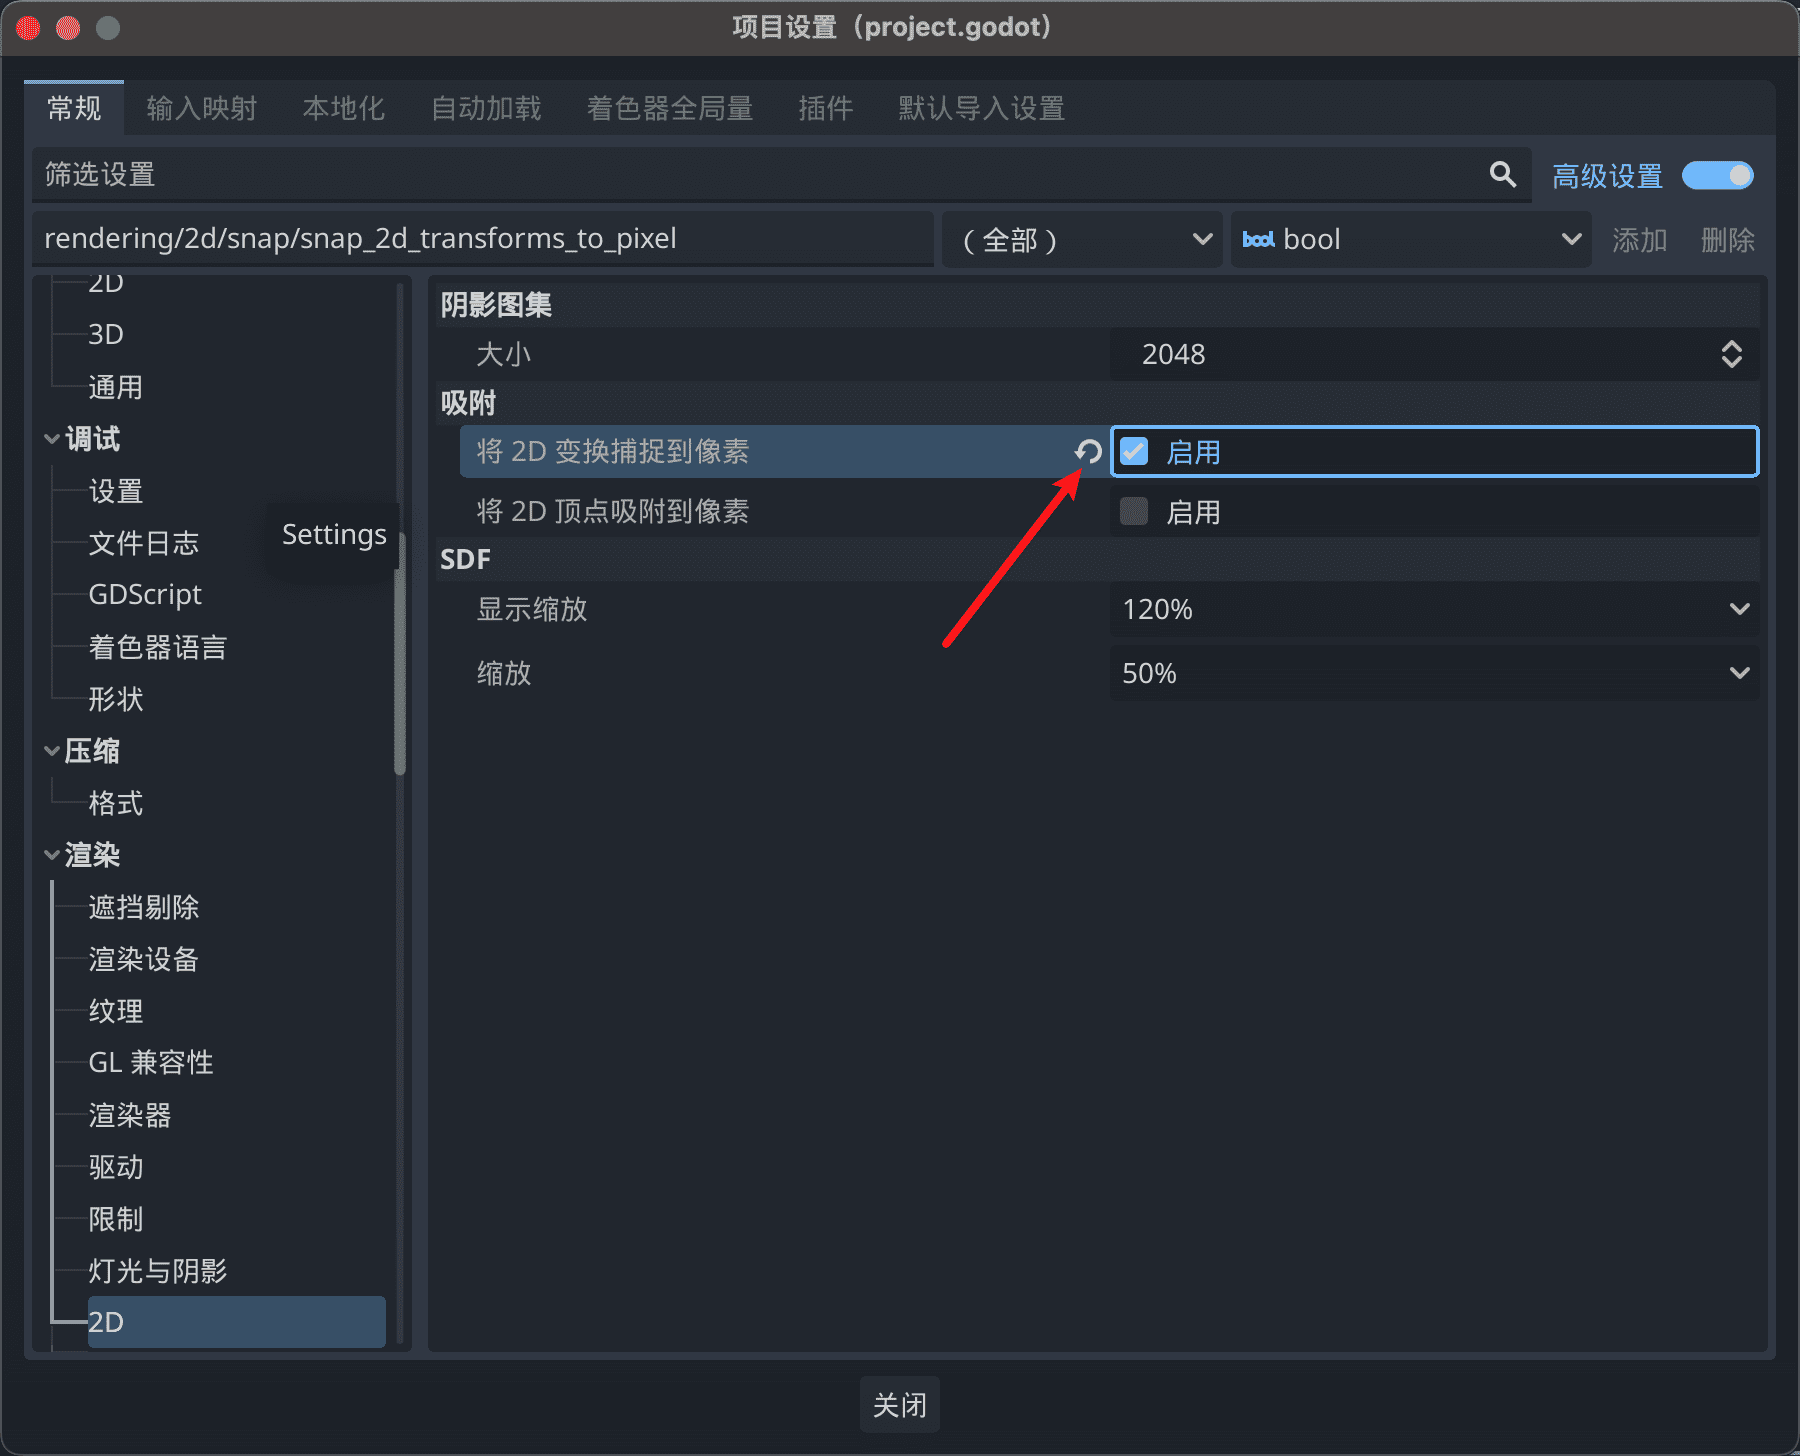 项目设置（project.godot）
常规 输入映射 本地化 自动加载 着色器全局量 插件 默认导入设置
筛选设置 高级设置
rendering/2d/snap/snap_2d_transforms_to_pixel （全部） bool bool 添加 删除
2D
3D
通用
调试
设置
文件日志
Settings
GDScript
着色器语言
形状
压缩
格式
渲染
遮挡剔除
渲染设备
纹理
GL 兼容性
渲染器
驱动
限制
灯光与阴影
2D
阴影图集
大小 2048
吸附
将 2D 变换捕捉到像素 启用
将 2D 顶点吸附到像素 启用
SDF
显示缩放 120%
缩放 50%
关闭